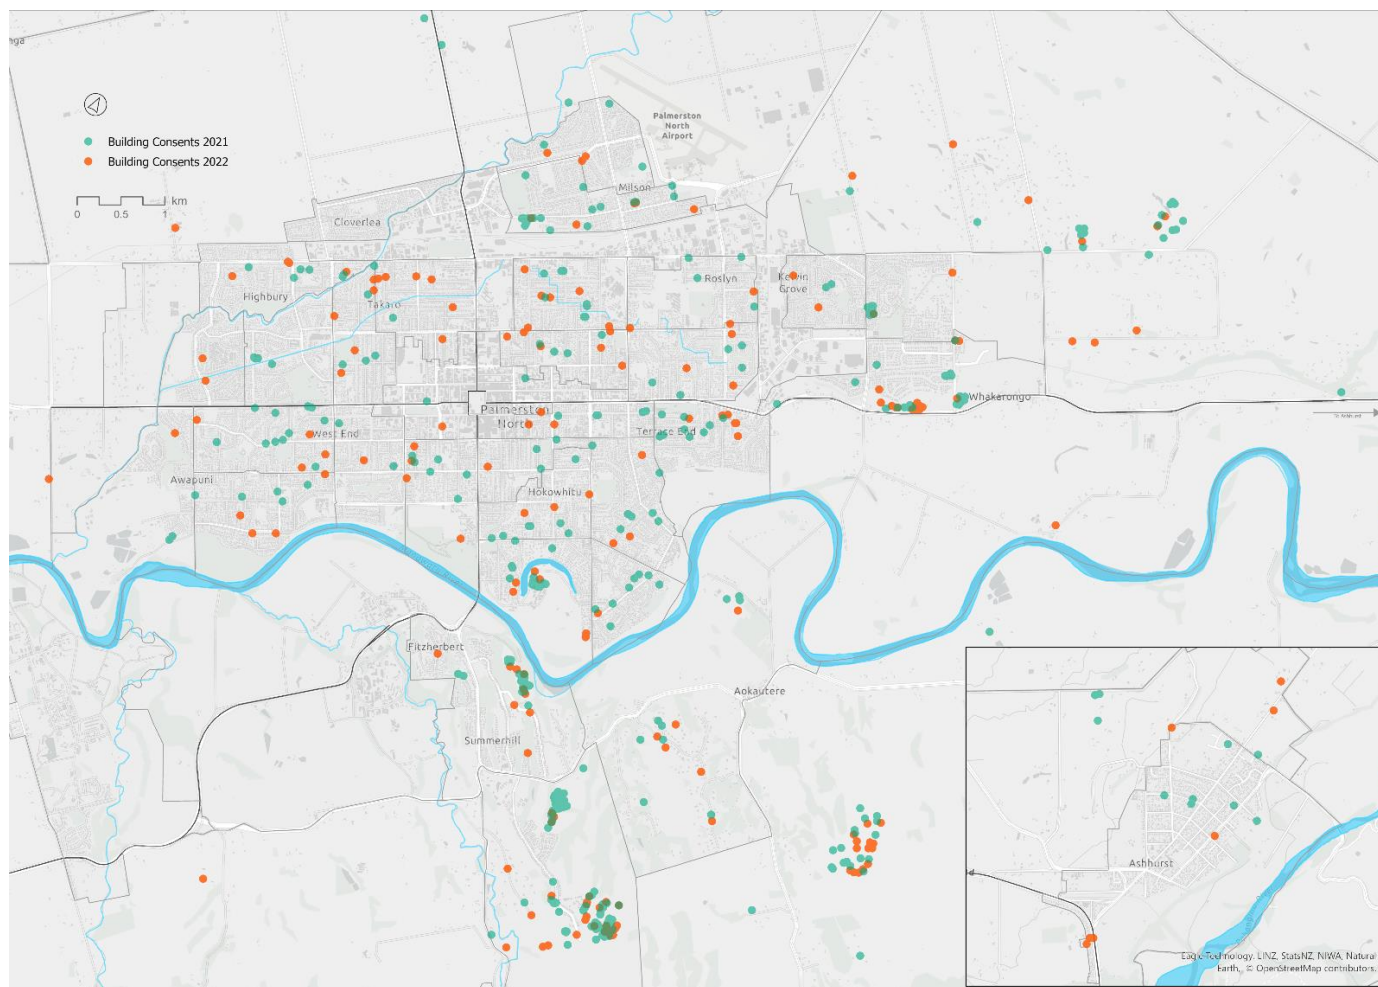 nga
Building Consents 2021
Building Consents 2022
km
0 0.5 1
Palmerston
North
Airport
Milson
Cloverlea
Highbury
Takaro
Roslyn
Kelvin
Grove
Whakarongo
Palmerston
North
West End
Terrace End
Awapuni
Hokowhitu
Fitzherbert
Aokautere
Summerhill
Ashhurst
Eagle Technology, LINZ, StatsNZ, NIWA, Natural
Earth, © OpenStreetMap contributors.